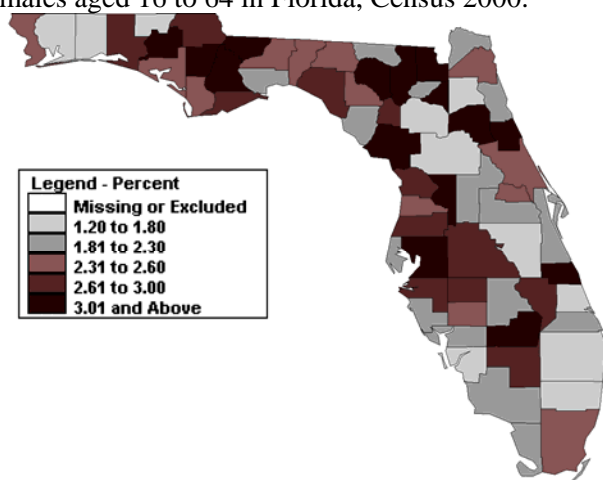 males aged 16 to 64 in Florida, Census 2000.
Legend - Percent
Missing or Excluded
1.20 to 1.80
1.81 to 2.30
2.31 to 2.60
2.61 to 3.00
3.01 and Above